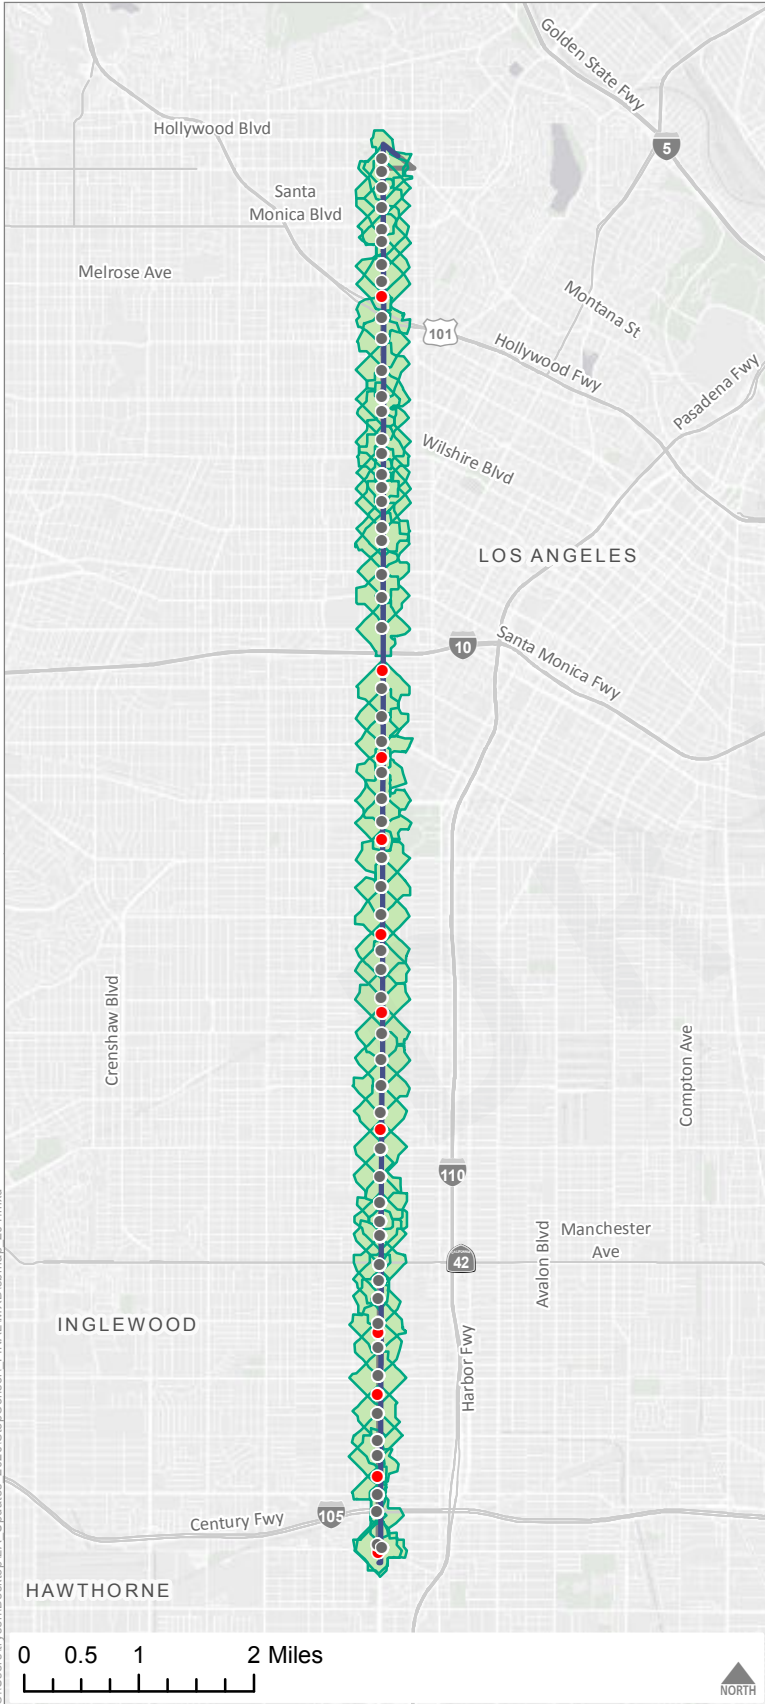 Golden State Fwy
Hollywood Blvd
5
Santa
Monica Blvd
Melrose Ave
Montana St
101
Hollywood Fwy
Pasadena Fwy
Wilshire Blvd
LOS ANGELES
10
Santa Monica Fwy
Crenshaw Blvd
Compton Ave
110
Avalon Blvd
Manchester
Ave
CALIFORNIA
42
INGLEWOOD
Harbor Fwy
Century Fwy
105
HAWTHORNE
0 0.5 1 2 Miles
NORTH